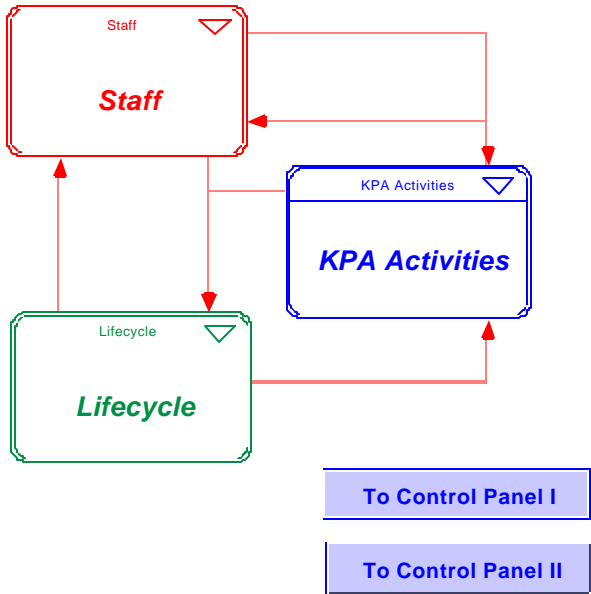 Staff
Staff
KPA Activities
KPA Activities
Lifecycle
Lifecycle
To Control Panel I
To Control Panel II